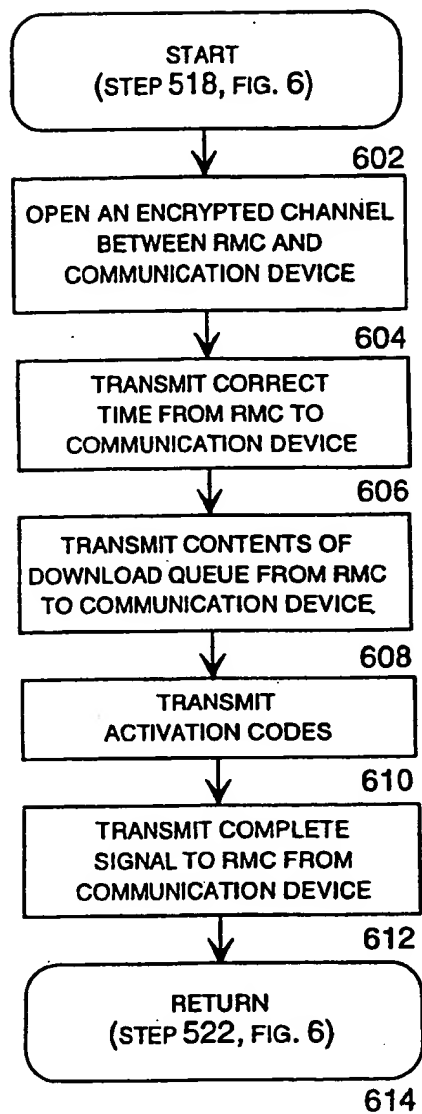 START
(STEP 518, FIG. 6)
602
OPEN AN ENCRYPTED CHANNEL
BETWEEN RMC AND
COMMUNICATION DEVICE
604
TRANSMIT CORRECT
TIME FROM RMC TO
COMMUNICATION DEVICE
606
TRANSMIT CONTENTS OF
DOWNLOAD QUEUE FROM RMC
TO COMMUNICATION DEVICE
608
TRANSMIT
ACTIVATION CODES
610
TRANSMIT COMPLETE
SIGNAL TO RMC FROM
COMMUNICATION DEVICE
612
RETURN
(STEP 522, FIG. 6)
614